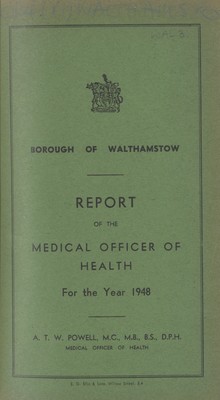 BOROUGH OF WALTHAMSTOW
REPORT
OF THE
MEDICAL OFFICER OF
HEALTH
For the Year 1948
A. T. W. POWELL, M.C., M.B., B.S., D.P.H.
MEDICAL OFFICER OF HEALTH